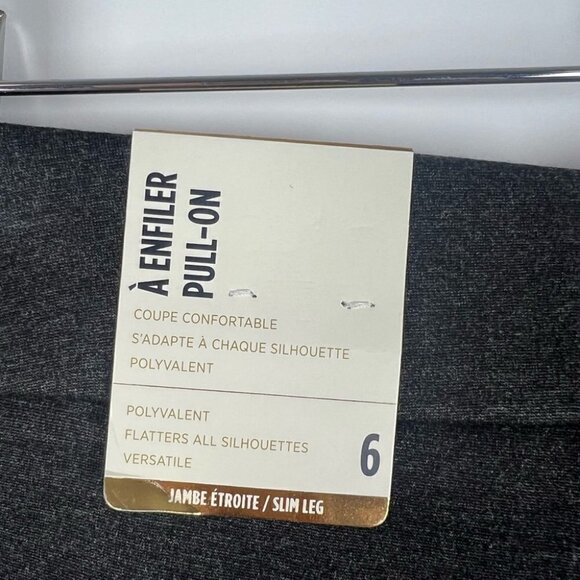 À ENFILER
PULL-ON
COUPE CONFORTABLE
S'ADAPTE À CHAQUE SILHOUETTE
POLYVALENT
POLYVALENT
FLATTERS ALL SILHOUETTES
VERSATILE
6
JAMBE ÉTROITE / SLIM LEG